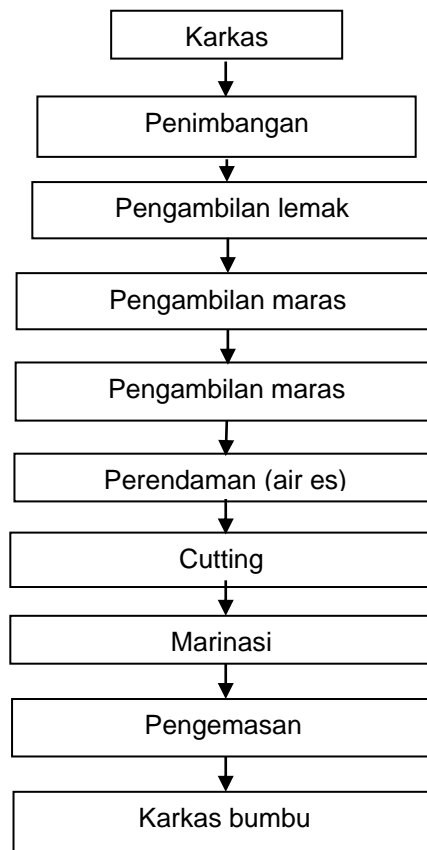 Karkas
Penimbangan
Pengambilan lemak
Pengambilan maras
Pengambilan maras
Perendaman (air es)
Cutting
Marinasi
Pengemasan
Karkas bumbu